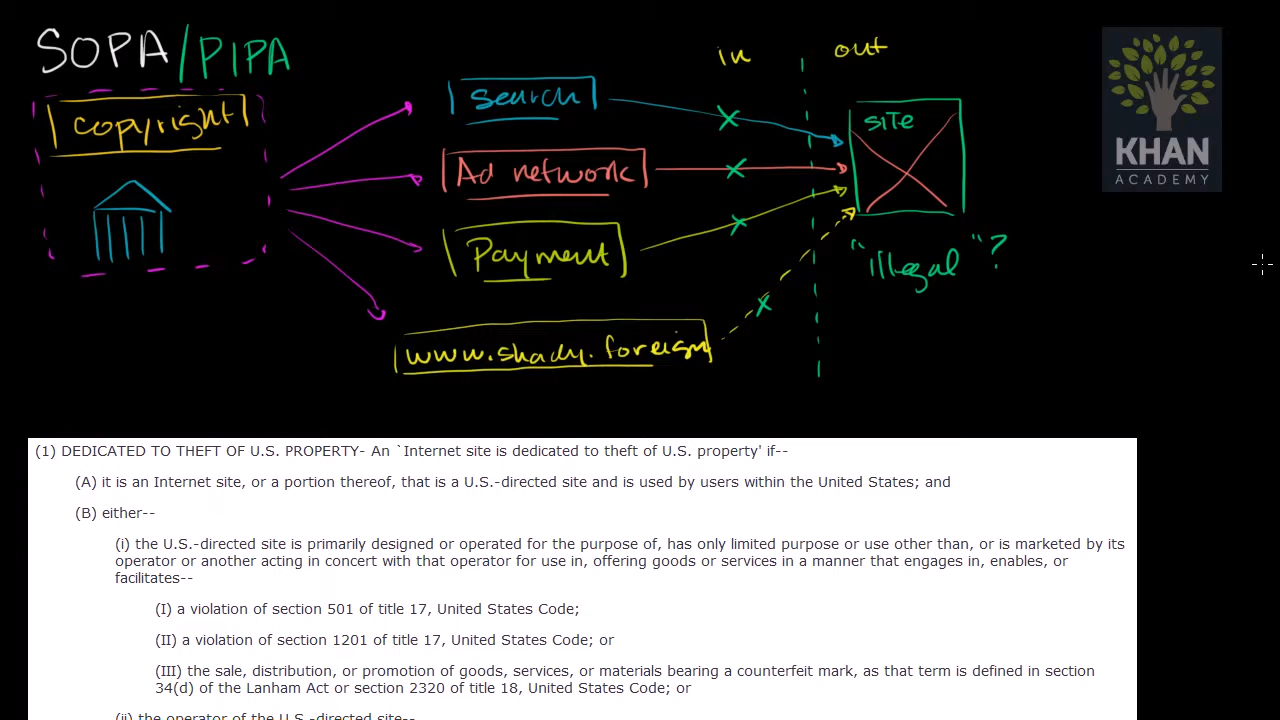 SOPA/PIPA
in
out
copyright
search
Ad network
Payment
www.shady.foreign
SITE
"illegal"?
KHAN
ACADEMY
(1) DEDICATED TO THEFT OF U.S. PROPERTY- An `Internet site is dedicated to theft of U.S. property' if--
(A) it is an Internet site, or a portion thereof, that is a U.S.-directed site and is used by users within the United States; and
(B) either--
(i) the U.S.-directed site is primarily designed or operated for the purpose of, has only limited purpose or use other than, or is marketed by its
operator or another acting in concert with that operator for use in, offering goods or services in a manner that engages in, enables, or
facilitates--
(I) a violation of section 501 of title 17, United States Code;
(II) a violation of section 1201 of title 17, United States Code; or
(III) the sale, distribution, or promotion of goods, services, or materials bearing a counterfeit mark, as that term is defined in section
34(d) of the Lanham Act or section 2320 of title 18, United States Code; or
(ii) the operator of the U.S.-directed site--